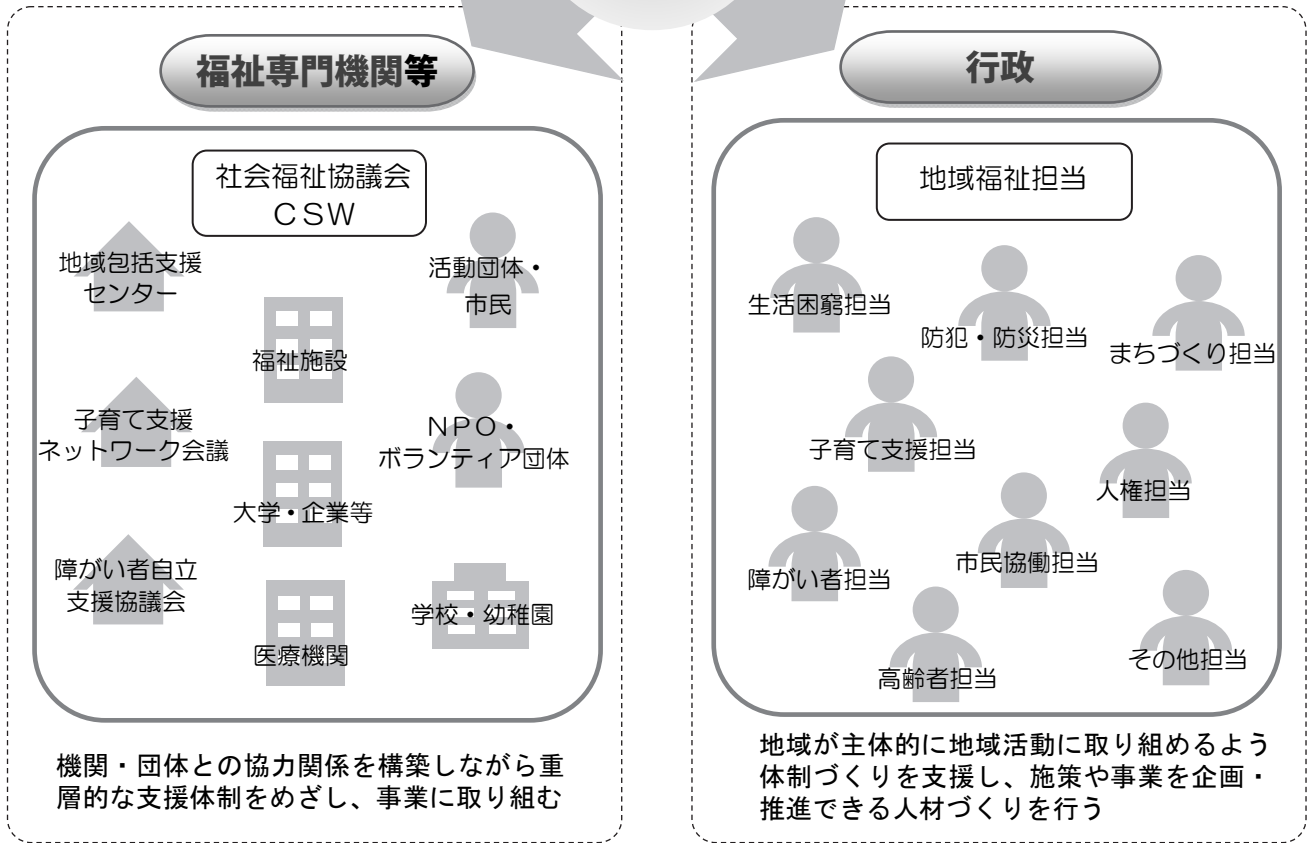 福祉専門機関等
社会福祉協議会
ＣＳＷ
地域包括支援
センター
活動団体・
市民
福祉施設
子育て支援
ネットワーク会議
ＮＰＯ・
ボランティア団体
大学・企業等
障がい者自立
支援協議会
学校・幼稚園
医療機関
機関・団体との協力関係を構築しながら重
層的な支援体制をめざし、事業に取り組む
行政
地域福祉担当
生活困窮担当
防犯・防災担当
まちづくり担当
子育て支援担当
人権担当
障がい者担当
市民協働担当
高齢者担当
その他担当
地域が主体的に地域活動に取り組めるよう
体制づくりを支援し、施策や事業を企画・
推進できる人材づくりを行う